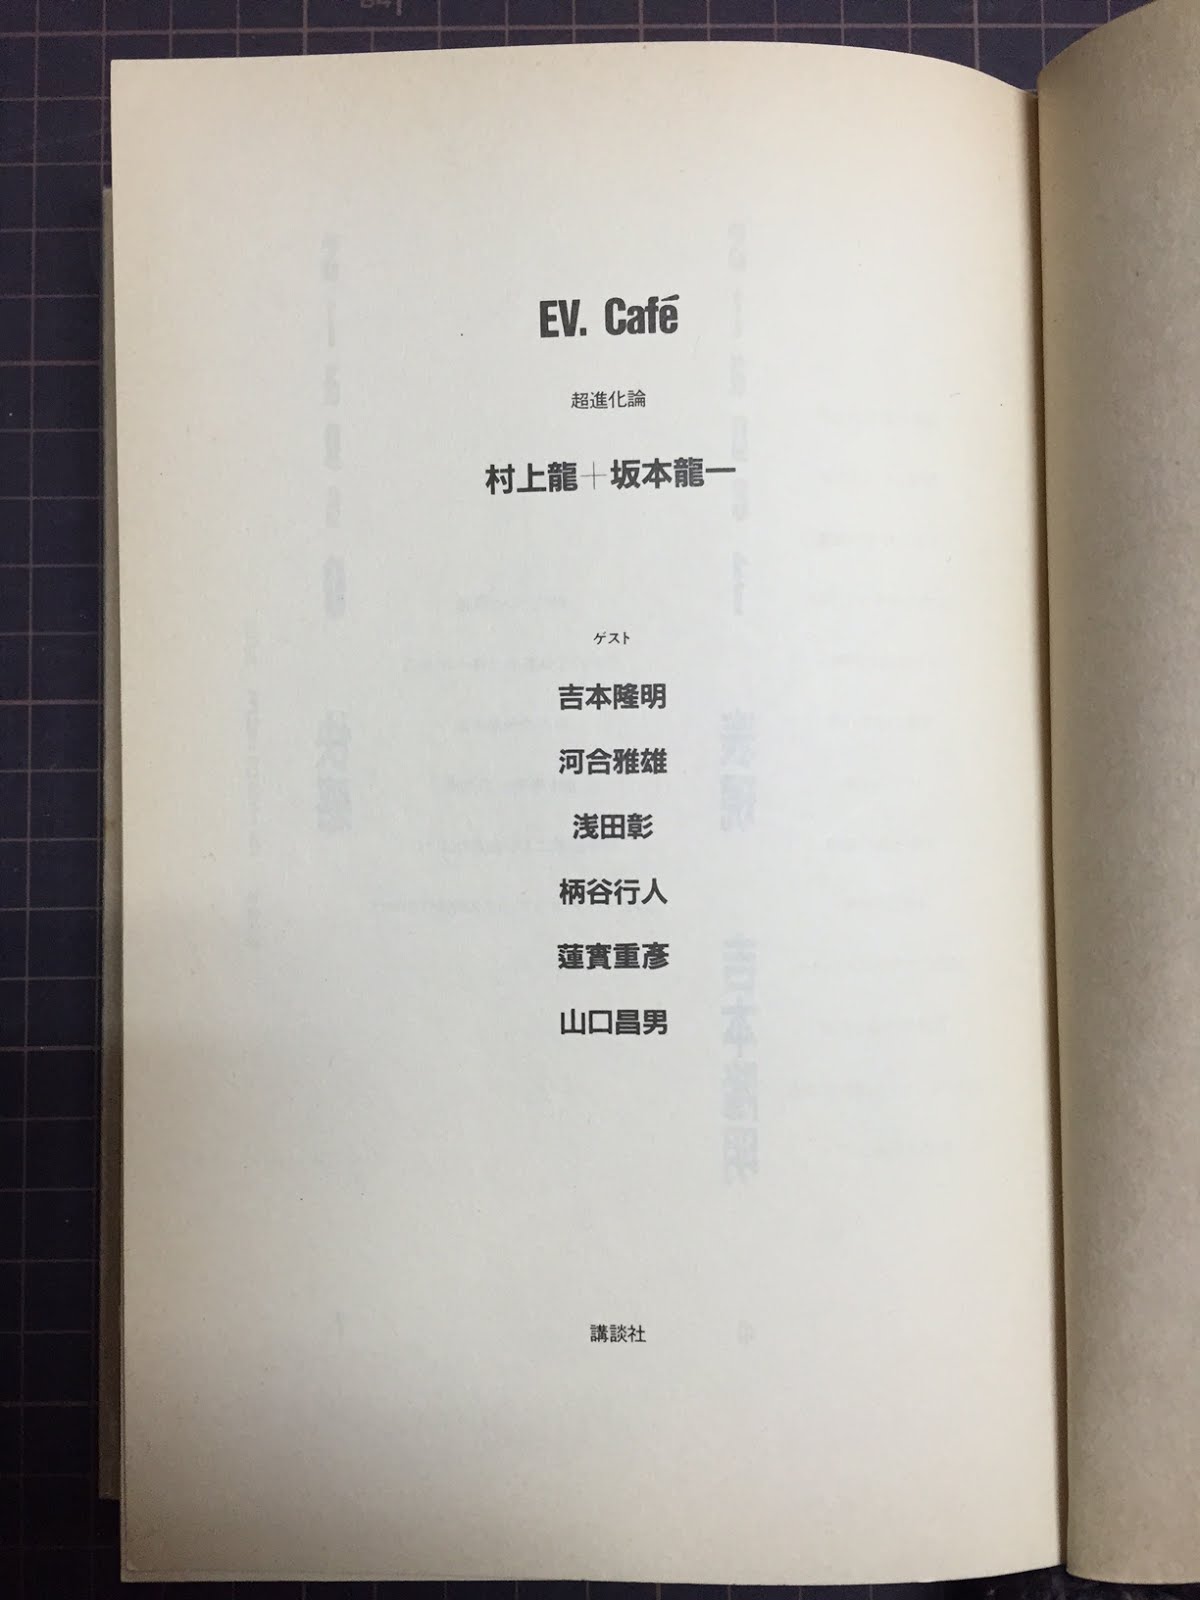 EV. Café
超進化論
村上龍＋坂本龍一
ゲスト
吉本隆明
河合雅雄
浅田彰
柄谷行人
蓮實重彥
山口昌男
講談社